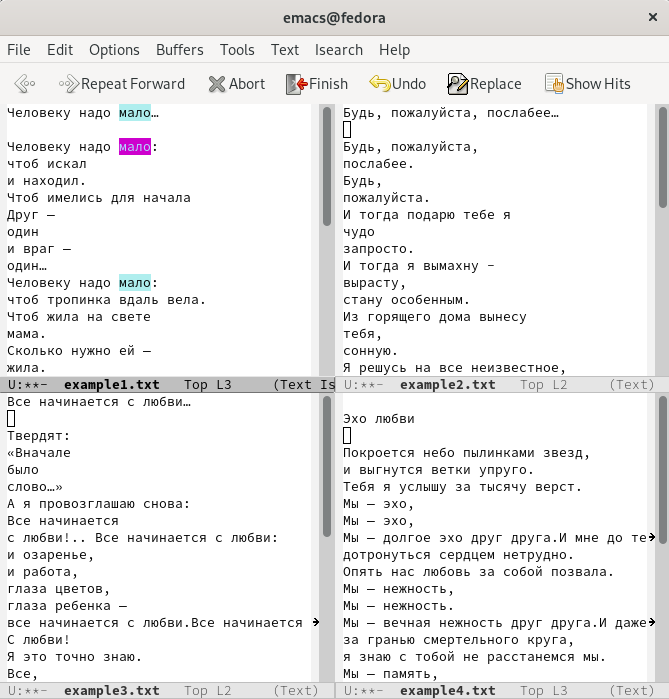 emacs@fedora
File Edit Options Buffers Tools Text Isearch Help
Repeat Forward Abort Finish Undo Replace Show Hits
Человеку надо мало…
Человеку надо мало:
чтоб искал
и находил.
Чтоб имелись для начала
Друг –
один
и враг –
один…
Человеку надо мало:
чтоб тропинка вдаль вела.
Чтоб жила на свете
мама.
Сколько нужно ей –
жила.
U:**- example1.txt Top L3 (Text Is
Будь, пожалуйста, послабее…
Будь, пожалуйста,
послабее.
Будь,
пожалуйста.
И тогда подарю тебе я
чудо
запросто.
И тогда я вымахну -
вырасту,
стану особенным.
Из горящего дома вынесу
тебя,
сонную.
Я решусь на все неизвестное,
U:**- example2.txt Top L2 (Text)
Все начинается с любви…
Твердят:
«Вначале
было
слово…»
А я провозглашаю снова:
Все начинается
с любви!.. Все начинается с любви:
и озаренье,
и работа,
глаза цветов,
глаза ребенка –
все начинается с любви.Все начинается
С любви!
Я это точно знаю.
Все,
U:**- example3.txt Top L2 (Text)
Эхо любви
Покроется небо пылинками звезд,
и выгнутся ветки упруго.
Тебя я услышу за тысячу верст.
Мы – эхо,
Мы – эхо,
Мы – долгое эхо друг друга.И мне до те
дотронуться сердцем нетрудно.
Опять нас любовь за собой позвала.
Мы – нежность,
Мы – нежность.
Мы – вечная нежность друг друга.И даже
за гранью смертельного круга,
я знаю с тобой не расстанемся мы.
Мы – память,
U:**- example4.txt Top L3 (Text)